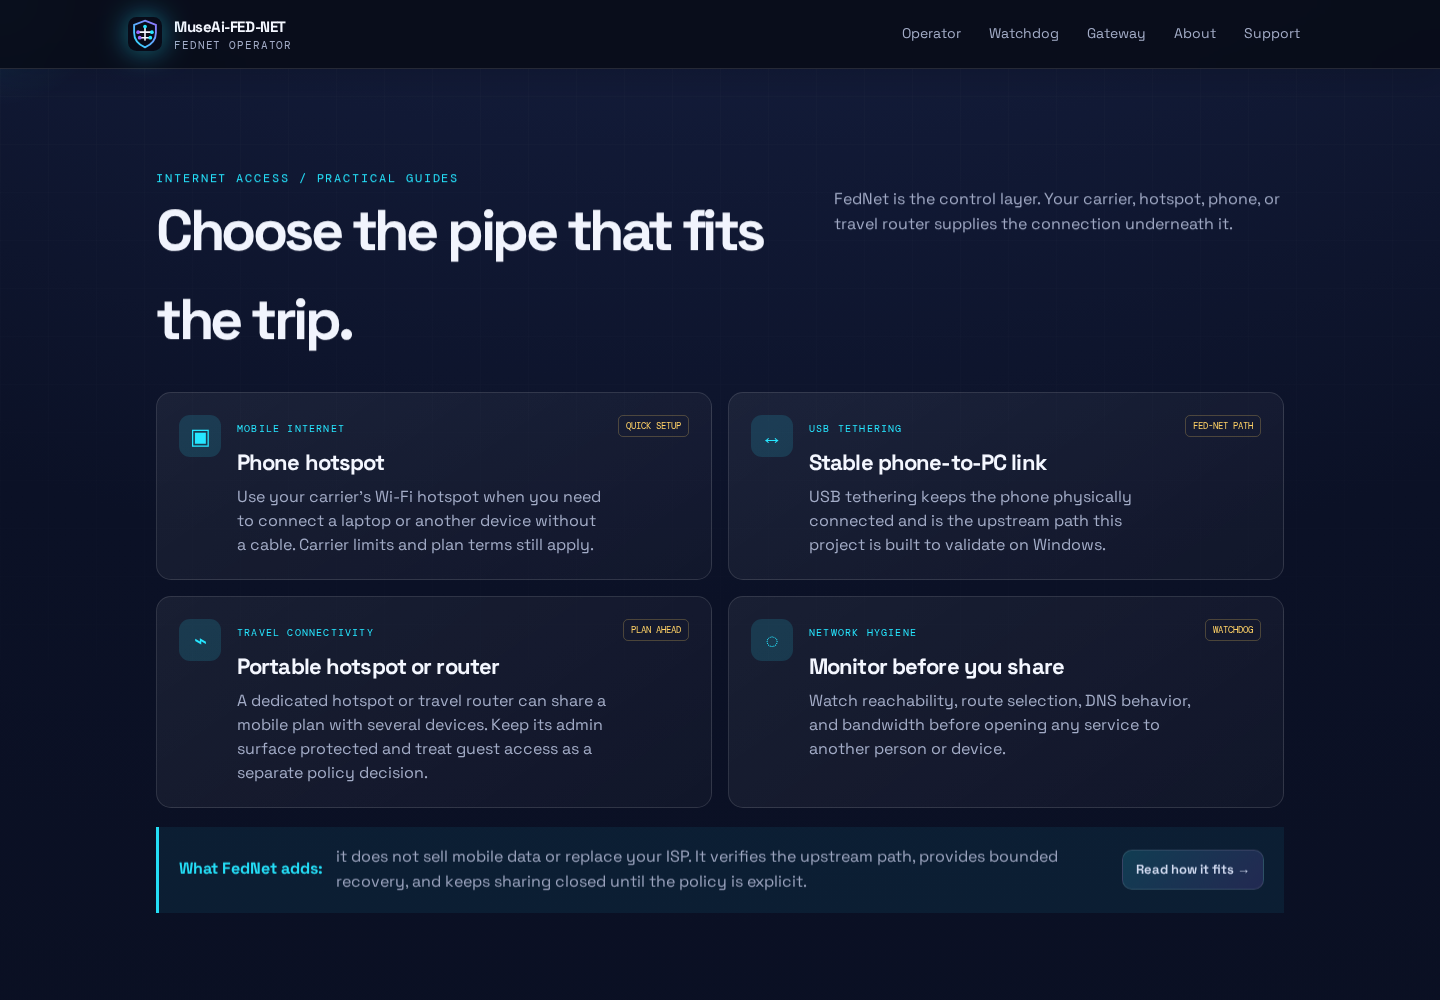 MuseAi-FED-NET
FEDNET OPERATOR
Operator
Watchdog
Gateway
About
Support
INTERNET ACCESS / PRACTICAL GUIDES
Choose the pipe that fits
the trip.
FedNet is the control layer. Your carrier, hotspot, phone, or
travel router supplies the connection underneath it.
MOBILE INTERNET
QUICK SETUP
Phone hotspot
Use your carrier's Wi-Fi hotspot when you need
to connect a laptop or another device without
a cable. Carrier limits and plan terms still apply.
USB TETHERING
FED-NET PATH
Stable phone-to-PC link
USB tethering keeps the phone physically
connected and is the upstream path this
project is built to validate on Windows.
TRAVEL CONNECTIVITY
PLAN AHEAD
Portable hotspot or router
A dedicated hotspot or travel router can share a
mobile plan with several devices. Keep its admin
surface protected and treat guest access as a
separate policy decision.
NETWORK HYGIENE
WATCHDOG
Monitor before you share
Watch reachability, route selection, DNS behavior,
and bandwidth before opening any service to
another person or device.
What FedNet adds:
it does not sell mobile data or replace your ISP. It verifies the upstream path, provides bounded
recovery, and keeps sharing closed until the policy is explicit.
Read how it fits →